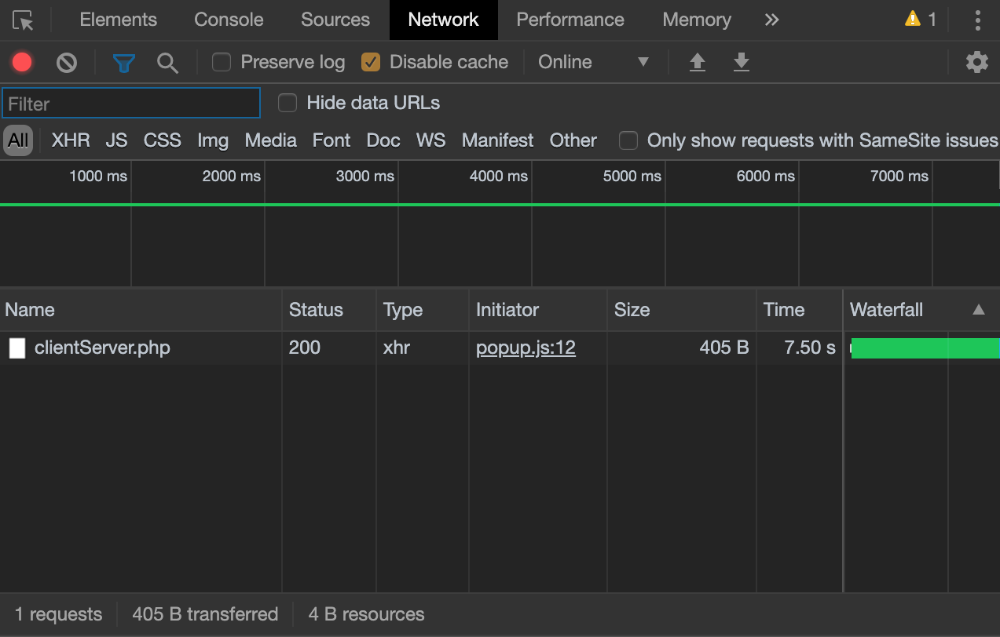 Elements Console Sources Network Performance Memory » 1
Preserve log Disable cache Online
Filter Hide data URLs
All XHR JS CSS Img Media Font Doc WS Manifest Other Only show requests with SameSite issues
1000 ms 2000 ms 3000 ms 4000 ms 5000 ms 6000 ms 7000 ms
Name Status Type Initiator Size Time Waterfall
clientServer.php 200 xhr popup.js:12 405 B 7.50 s
1 requests 405 B transferred 4 B resources